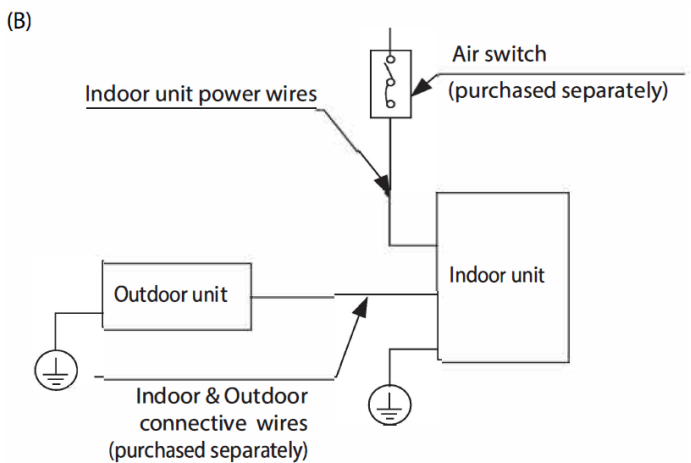 (B)
Air switch
(purchased separately)
Indoor unit power wires
Indoor unit
Outdoor unit
Indoor & Outdoor
connective wires
(purchased separately)